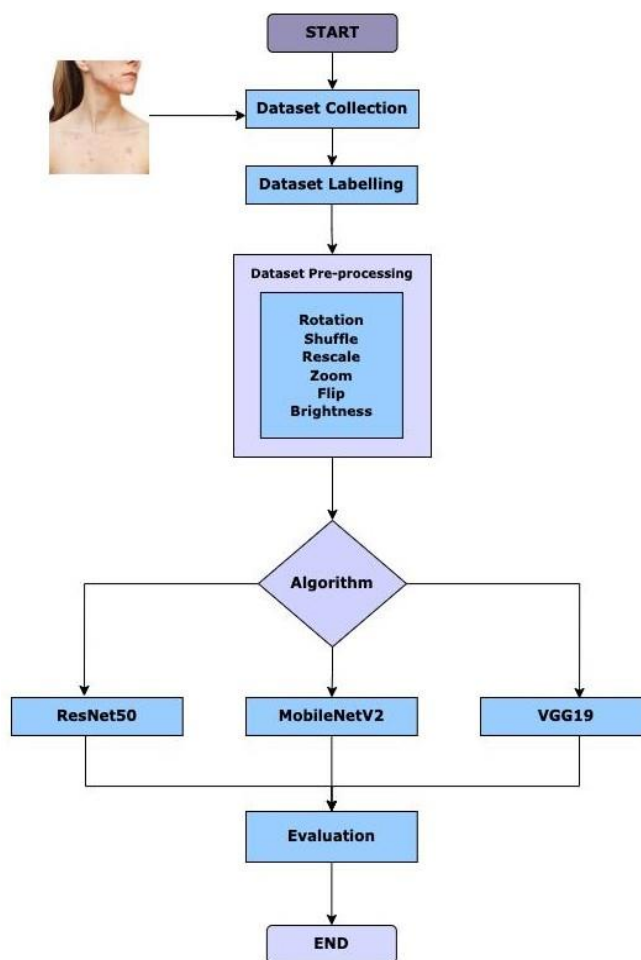 START
Dataset Collection
Dataset Labelling
Dataset Pre-processing
Rotation
Shuffle
Rescale
Zoom
Flip
Brightness
Algorithm
ResNet50
MobileNetV2
VGG19
Evaluation
END